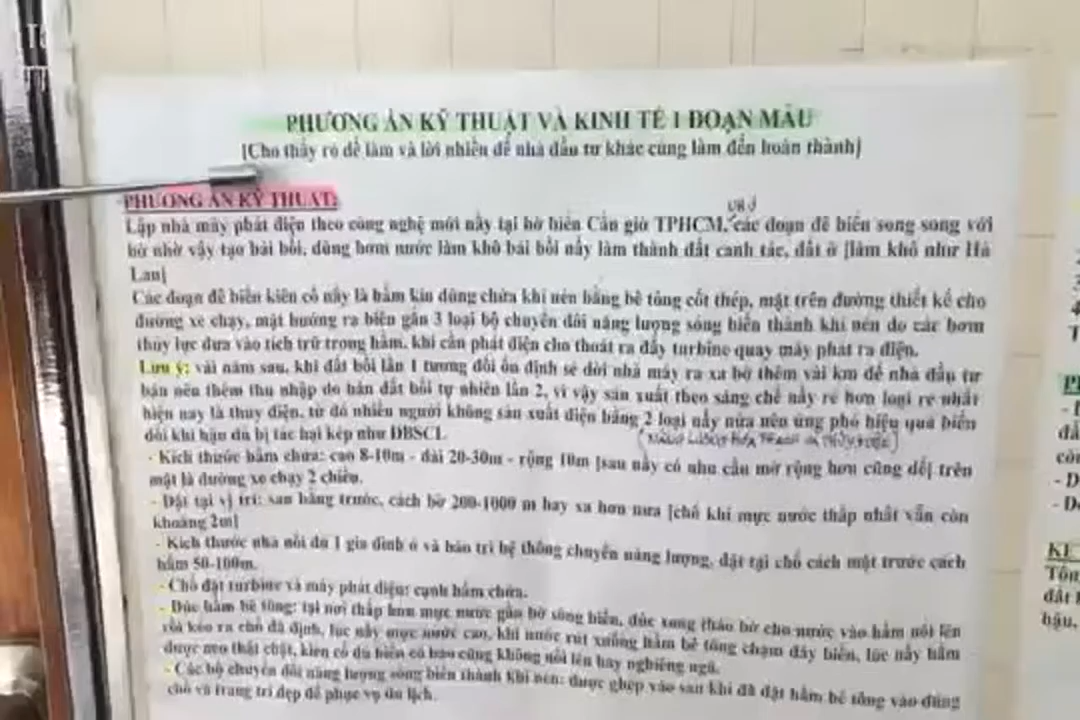 PHƯƠNG ÁN KỸ THUẬT VÀ KINH TẾ 1 ĐOẠN MẪU
[Cho thấy rõ dễ làm và lời nhiều để nhà đầu tư khác cùng làm đến hoàn thành]
PHƯƠNG ÁN KỸ THUẬT:
Lập nhà máy phát điện theo công nghệ mới này tại bờ biển Cần giờ TPHCM, các đoạn đê biển song song với
bờ nhờ vậy tạo bãi bồi, dùng bơm nước làm khô bãi bồi nầy làm thành đất canh tác, đất ở [làm khô như Hà
Lan]
Các đoạn đê biển kiên cố nầy là hầm kín dùng chứa khí nén bằng bê tông cốt thép, mặt trên đường thiết kế cho
đường xe chạy, mặt hướng ra biển gắn 3 loại bộ chuyển đổi năng lượng sóng biển thành khí nén do các bơm
thủy lực đưa vào tích trữ trong hầm, khi cần phát điện cho thoát ra đẩy turbine quay máy phát ra điện.
Lưu ý: vài năm sau, khi đất bồi lần 1 tương đối ổn định sẽ dời nhà máy ra xa bờ thêm vài km để nhà đầu tư
bán nên thêm thu nhập do bán đất bồi tự nhiên lần 2, vì vậy sản xuất theo sáng chế nầy rẻ hơn loại rẻ nhất
hiện nay là thủy điện, từ đó nhiều người không sản xuất điện bằng 2 loại nầy nữa nên ứng phó hiệu quả biến
đổi khí hậu dù bị tác hại kép như ĐBSCL
- Kích thước hầm chứa: cao 8-10m - dài 20-30m - rộng 10m [sau nầy có nhu cầu mở rộng hơn cũng dễ] trên
mặt là đường xe chạy 2 chiều.
- Đặt tại vị trí: sau bằng trước, cách bờ 200-1000 m hay xa hơn nữa [chỗ khi mực nước thấp nhất vẫn còn
khoảng 2m]
- Kích thước nhà nổi đủ 1 gia đình ở và bảo trì hệ thống chuyển năng lượng, đặt tại chỗ cách mặt trước cách
hầm 50-100m.
- Chỗ đặt turbine và máy phát điện: cạnh hầm chứa.
- Đúc hầm bê tông: tại nơi thấp hơn mực nước gần bờ sông biển, đúc xong tháo bờ cho nước vào hầm nổi lên
rồi kéo ra chỗ đã định, lúc nầy mực nước cao, khi nước rút xuống hầm bê tông chạm đáy biển, lúc nầy hầm
được neo thật chặt, kiên cố dù biển có bão cũng không nổi lên hay nghiêng ngã.
- Các bộ chuyển đổi năng lượng sóng biển thành khí nén: được ghép vào sau khi đã đặt hầm bê tông vào đúng
chỗ và trang trí đẹp để phục vụ du lịch.